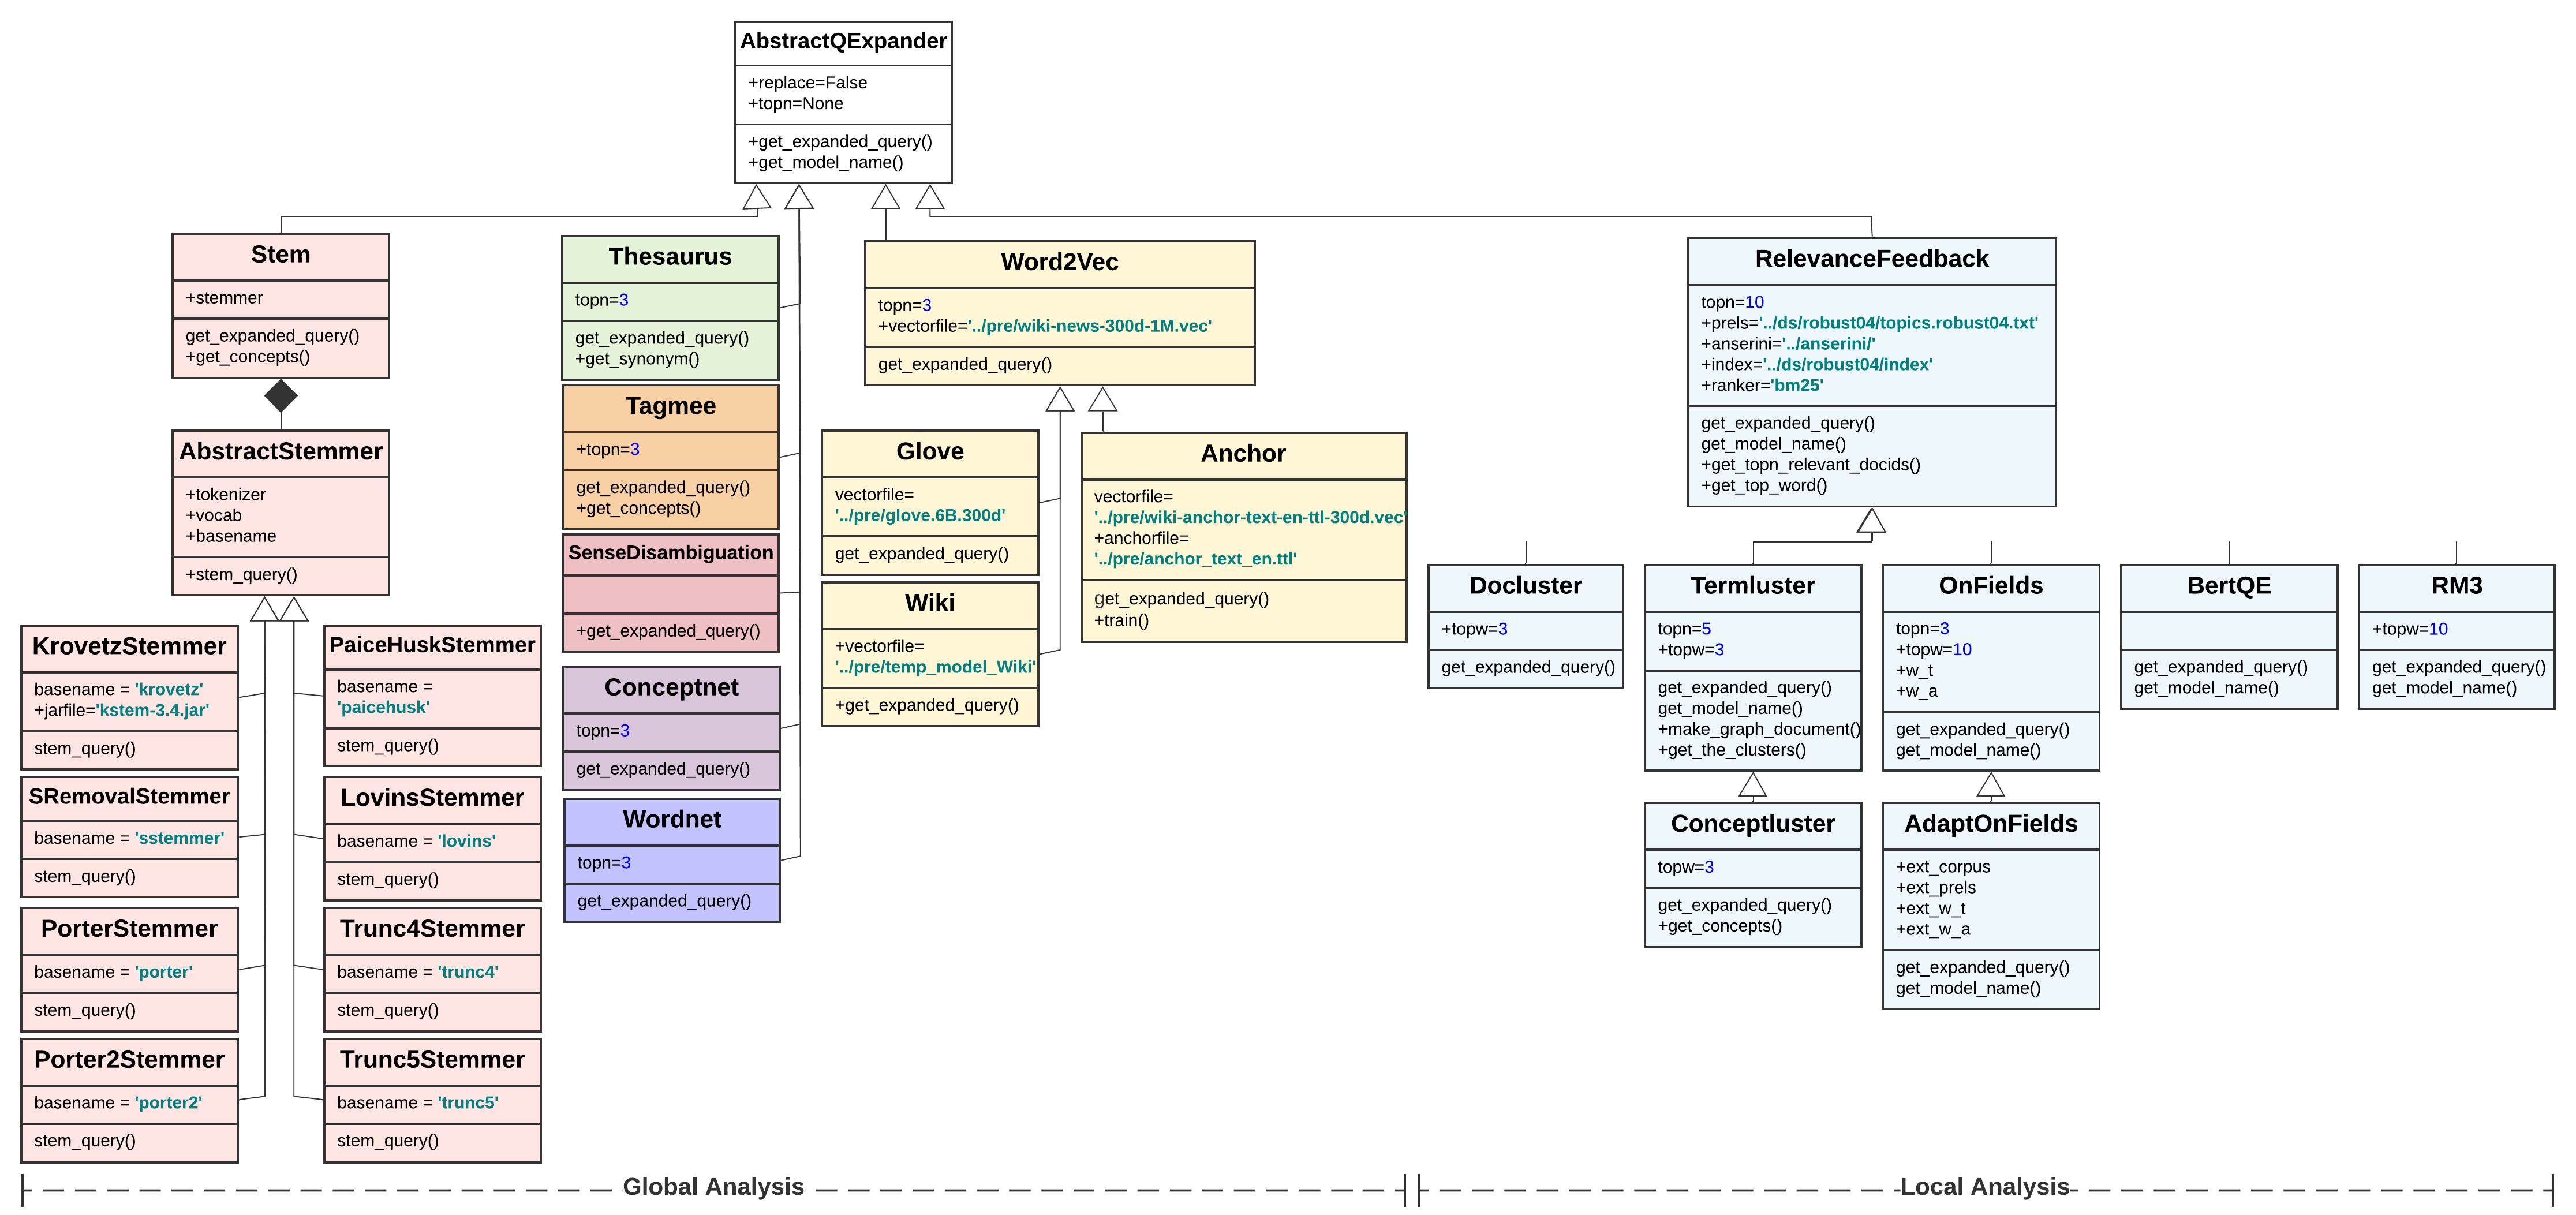 AbstractQExpander
+replace=False
+topn=None
+get_expanded_query()
+get_model_name()
Stem
+stemmer
get_expanded_query()
+get_concepts()
AbstractStemmer
+tokenizer
+vocab
+basename
+stem_query()
KrovetzStemmer
basename = 'krovetz'
+jarfile='kstem-3.4.jar'
stem_query()
SRemovalStemmer
basename = 'sstemmer'
stem_query()
PorterStemmer
basename = 'porter'
stem_query()
Porter2Stemmer
basename = 'porter2'
stem_query()
PaiceHuskStemmer
basename =
'paicehusk'
stem_query()
LovinsStemmer
basename = 'lovins'
stem_query()
Trunc4Stemmer
basename = 'trunc4'
stem_query()
Trunc5Stemmer
basename = 'trunc5'
stem_query()
Thesaurus
topn=3
get_expanded_query()
+get_synonym()
Tagmee
+topn=3
get_expanded_query()
+get_concepts()
SenseDisambiguation
+get_expanded_query()
Conceptnet
topn=3
get_expanded_query()
Wordnet
topn=3
get_expanded_query()
Word2Vec
topn=3
+vectorfile='../pre/wiki-news-300d-1M.vec'
get_expanded_query()
Glove
vectorfile=
'../pre/glove.6B.300d'
get_expanded_query()
Wiki
+vectorfile=
'../pre/temp_model_Wiki'
+get_expanded_query()
Anchor
vectorfile=
'../pre/wiki-anchor-text-en-ttl-300d.vec'
+anchorfile=
'../pre/anchor_text_en.ttl'
get_expanded_query()
+train()
RelevanceFeedback
topn=10
+prels='../ds/robust04/topics.robust04.txt'
+anserini='../anserini/'
+index='../ds/robust04/index'
+ranker='bm25'
get_expanded_query()
get_model_name()
+get_topn_relevant_docids()
+get_top_word()
Docluster
+topw=3
get_expanded_query()
Termluster
topn=5
+topw=3
get_expanded_query()
get_model_name()
+make_graph_document()
+get_the_clusters()
Conceptluster
topw=3
get_expanded_query()
+get_concepts()
OnFields
topn=3
+topw=10
+w_t
+w_a
get_expanded_query()
get_model_name()
AdaptOnFields
+ext_corpus
+ext_prels
+ext_w_t
+ext_w_a
get_expanded_query()
get_model_name()
BertQE
get_expanded_query()
get_model_name()
RM3
+topw=10
get_expanded_query()
get_model_name()
Global Analysis
Local Analysis